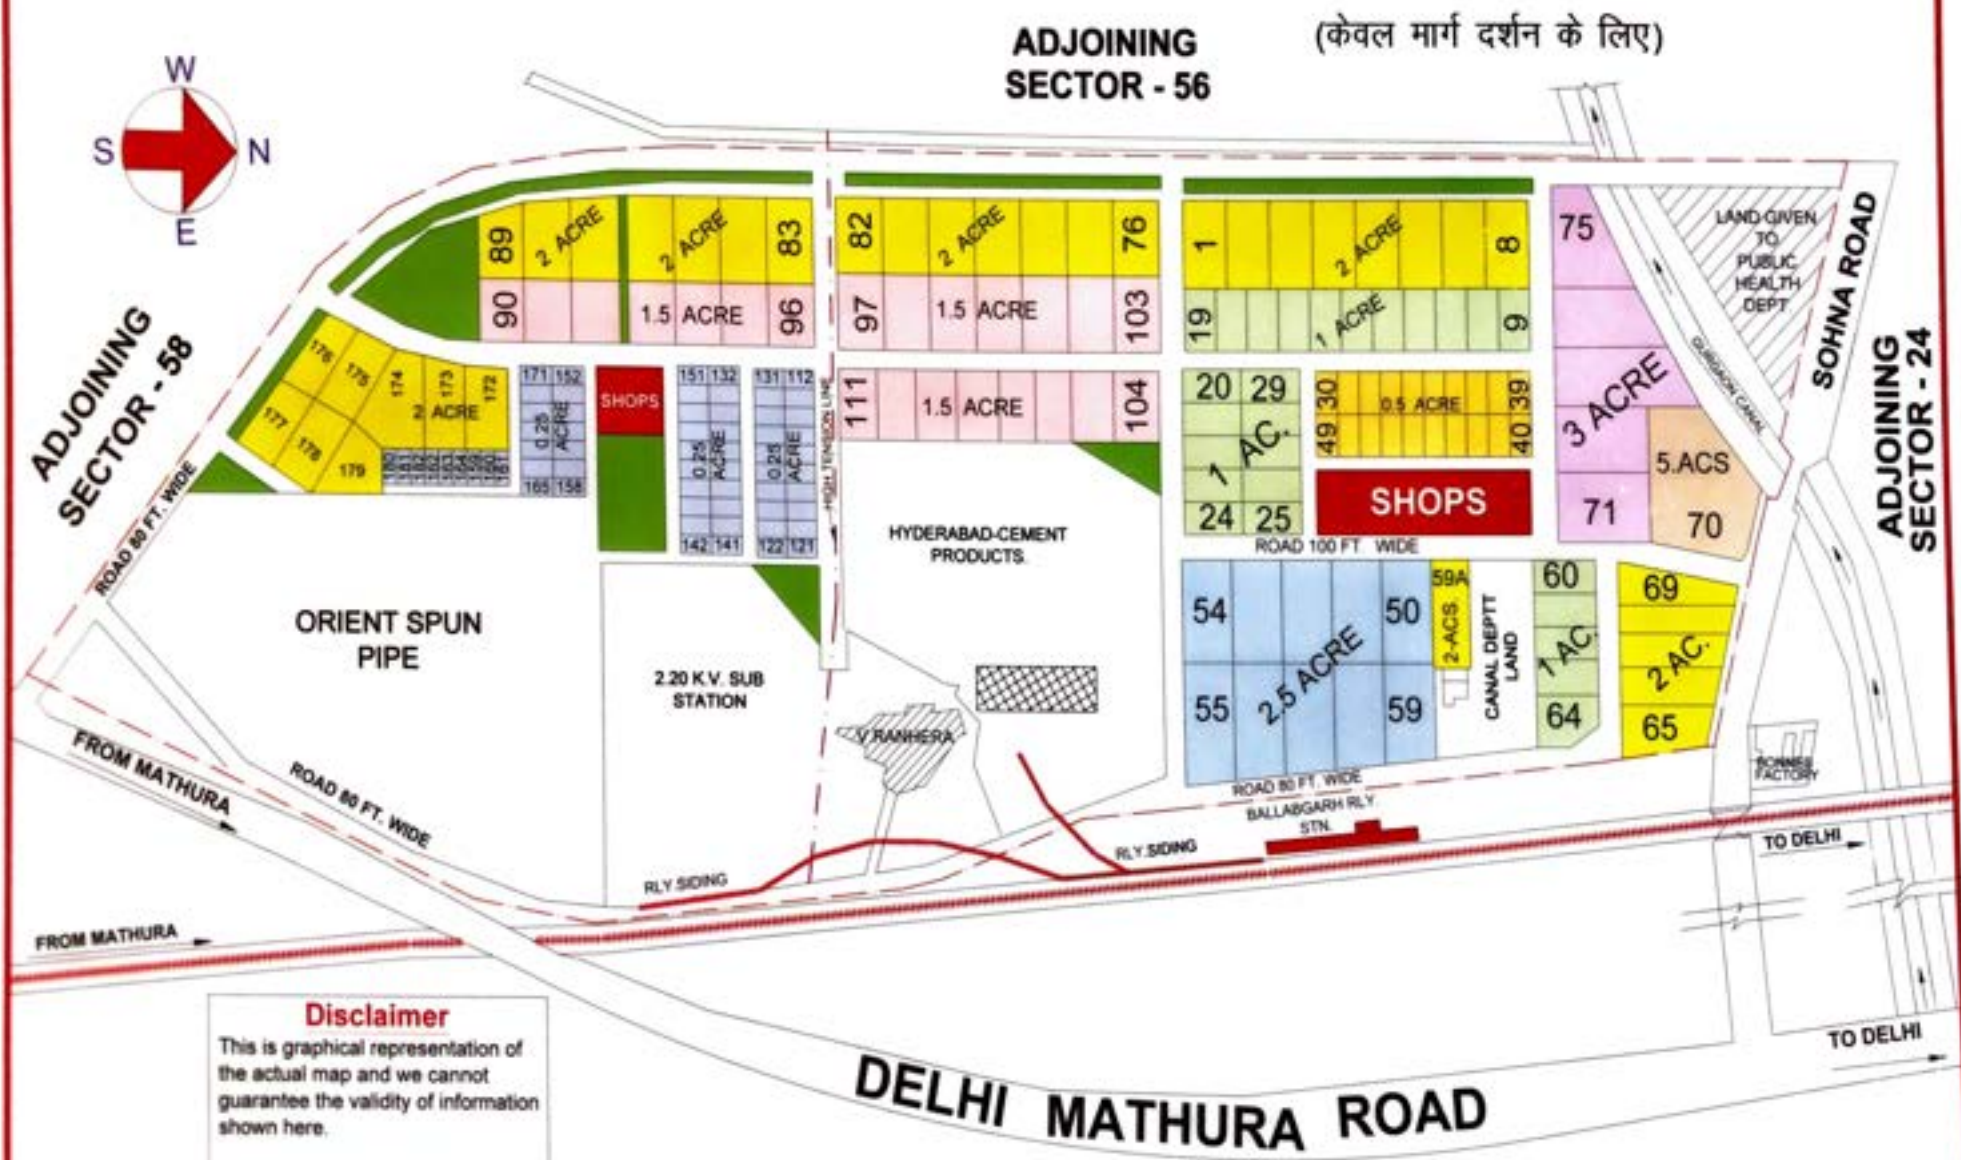 (केवल मार्ग दर्शन के लिए)
ADJOINING
SECTOR - 56
W
S
N
E
ADJOINING
SECTOR - 58
ADJOINING
SECTOR - 24
SOHNA ROAD
LAND GIVEN
TO
PUBLIC
HEALTH
DEPT
GURGAON CANAL
89
2 ACRE
2 ACRE
83
82
2 ACRE
76
1
2 ACRE
8
75
90
1.5 ACRE
96
97
1.5 ACRE
103
19
1 ACRE
9
3 ACRE
71
5.ACS
70
176
175
174
173
172
2 ACRE
177
178
179
171 152
0.25
ACRE
165 158
SHOPS
151 132
0.25
ACRE
142 141
131 112
0.25
ACRE
122 121
HIGH TENSION LINE
111
1.5 ACRE
104
20 29
1 AC.
24 25
49 30
0.5 ACRE
40 39
SHOPS
ROAD 100 FT. WIDE
ROAD 80 FT. WIDE
ORIENT SPUN
PIPE
2.20 K.V. SUB
STATION
HYDERABAD-CEMENT
PRODUCTS.
V.RANHERA
54
50
2.5 ACRE
55
59
59A
2-ACS.
CANAL DEPTT
LAND
60
1 AC.
64
69
2 AC.
65
ROAD 80 FT. WIDE
BALLABGARH RLY.
STN.
RLY.SIDING
RLY.SIDING
FACTORY
TO DELHI
FROM MATHURA
ROAD 80 FT. WIDE
FROM MATHURA
TO DELHI
DELHI MATHURA ROAD
Disclaimer
This is graphical representation of
the actual map and we cannot
guarantee the validity of information
shown here.